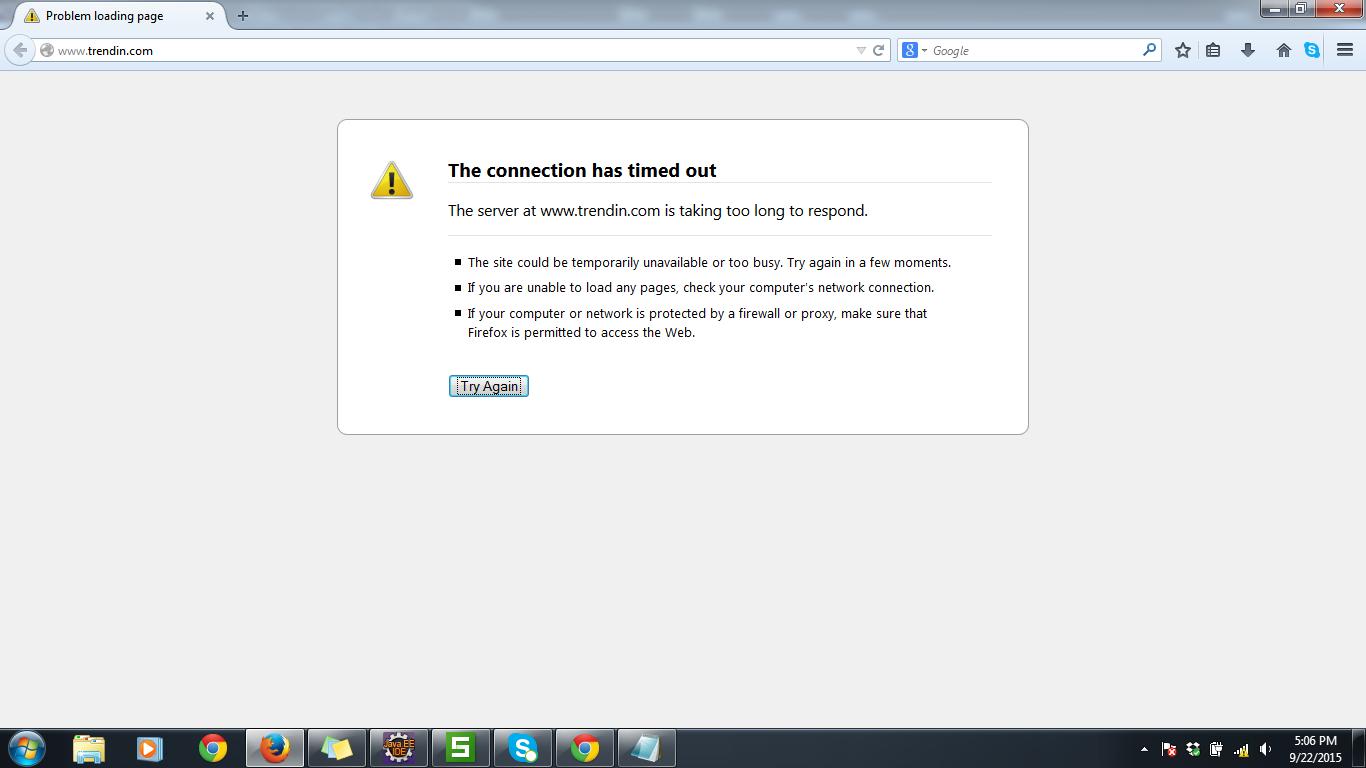 Problem loading page
www.trendin.com
8
Google
S
The connection has timed out
The server at www.trendin.com is taking too long to respond.
The site could be temporarily unavailable or too busy. Try again in a few moments.
If you are unable to load any pages, check your computer's network connection.
If your computer or network is protected by a firewall or proxy, make sure that
Firefox is permitted to access the Web.
Try Again
Java EE
IDE
S
S
5:06 PM
9/22/2015